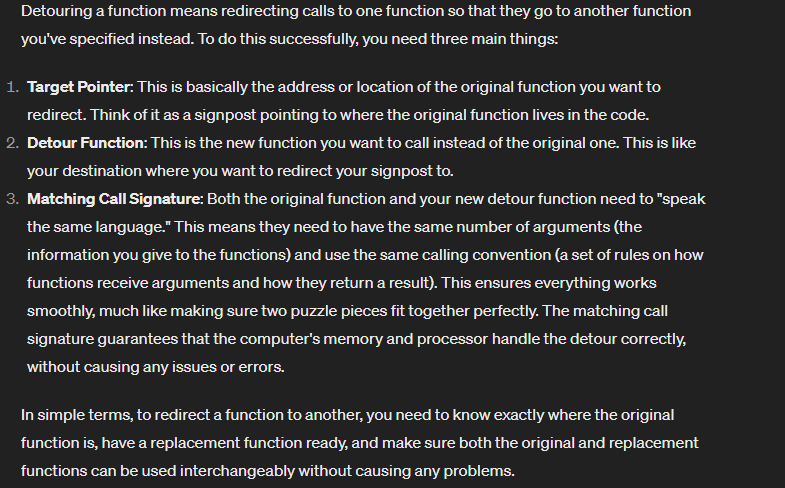 Detouring a function means redirecting calls to one function so that they go to another function
you've specified instead. To do this successfully, you need three main things:
1. Target Pointer: This is basically the address or location of the original function you want to
redirect. Think of it as a signpost pointing to where the original function lives in the code.
2. Detour Function: This is the new function you want to call instead of the original one. This is like
your destination where you want to redirect your signpost to.
3. Matching Call Signature: Both the original function and your new detour function need to "speak
the same language." This means they need to have the same number of arguments (the
information you give to the functions) and use the same calling convention (a set of rules on how
functions receive arguments and how they return a result). This ensures everything works
smoothly, much like making sure two puzzle pieces fit together perfectly. The matching call
signature guarantees that the computer's memory and processor handle the detour correctly,
without causing any issues or errors.
In simple terms, to redirect a function to another, you need to know exactly where the original
function is, have a replacement function ready, and make sure both the original and replacement
functions can be used interchangeably without causing any problems.